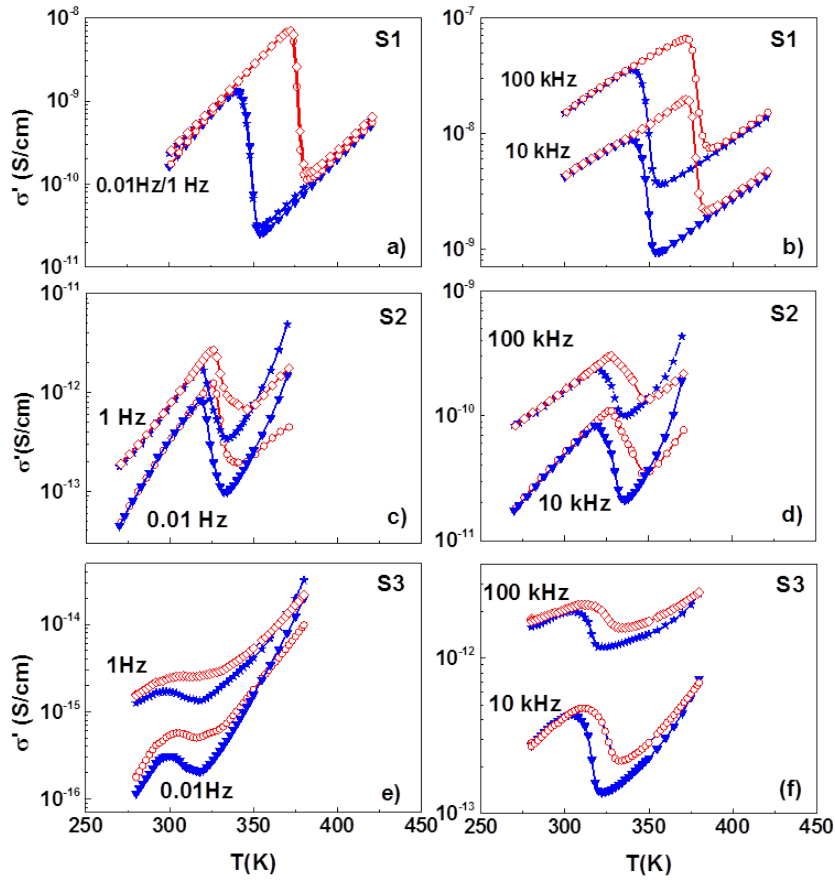 10⁻⁸
10⁻⁹
10⁻¹⁰
10⁻¹¹
S1
0.01Hz/1 Hz
a)
10⁻⁷
10⁻⁸
10⁻⁹
S1
100 kHz
10 kHz
b)
σ' (S/cm)
10⁻¹¹
10⁻¹²
10⁻¹³
S2
1 Hz
0.01 Hz
c)
σ'(S/cm)
10⁻⁹
10⁻¹⁰
10⁻¹¹
S2
100 kHz
10 kHz
d)
10⁻¹⁴
10⁻¹⁵
10⁻¹⁶
S3
1Hz
0.01Hz
e)
σ' (S/cm)
10⁻¹²
10⁻¹³
S3
100 kHz
10 kHz
(f)
250 300 350 400 450
T(K)
250 300 350 400 450
T(K)